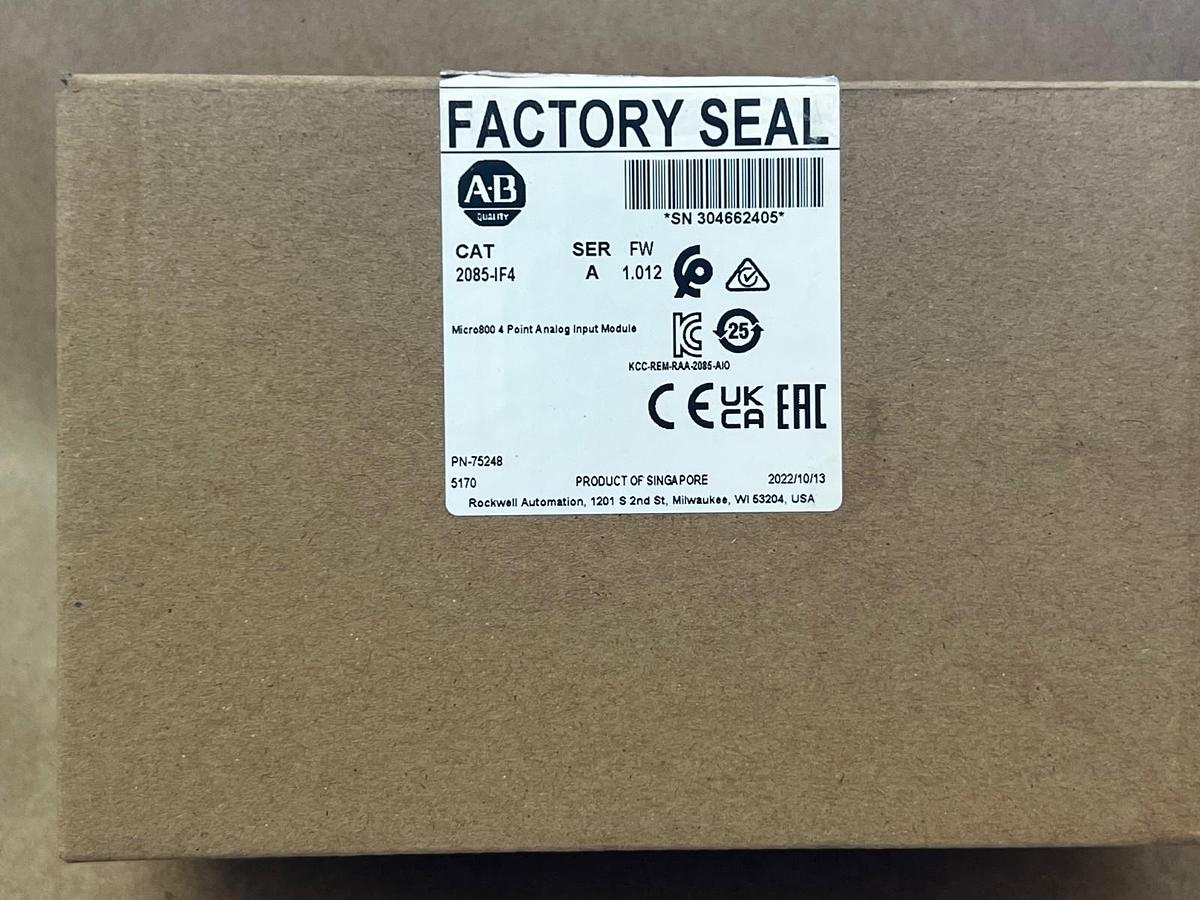 FACTORY SEAL
A·B
QUALITY
*SN 304662405*
CAT SER FW
2085-IF4 A 1.012
Micro800 4 Point Analog Input Module
KC
25
KCC-REM-RAA-2085-AIO
CE UK CA EAC
PN-75248
5170 PRODUCT OF SINGAPORE 2022/10/13
Rockwell Automation, 1201 S 2nd St, Milwaukee, WI 53204, USA